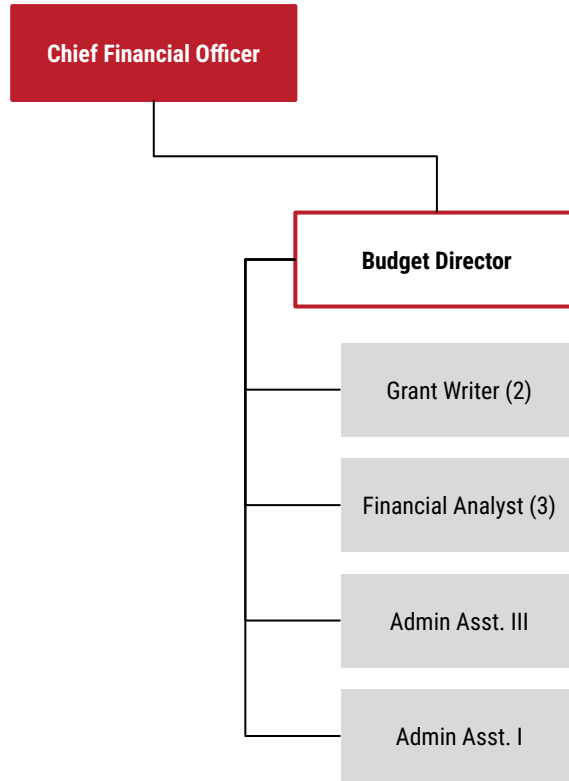 Chief Financial Officer
Budget Director
Grant Writer (2)
Financial Analyst (3)
Admin Asst. III
Admin Asst. I